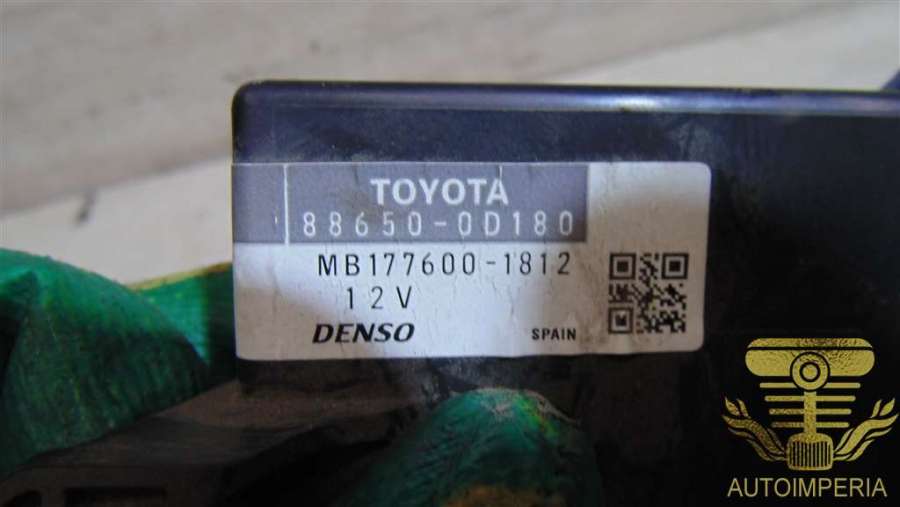 TOYOTA
88650-0D180
MB177600-1812
12V
DENSO SPAIN
AUTOIMPERIA